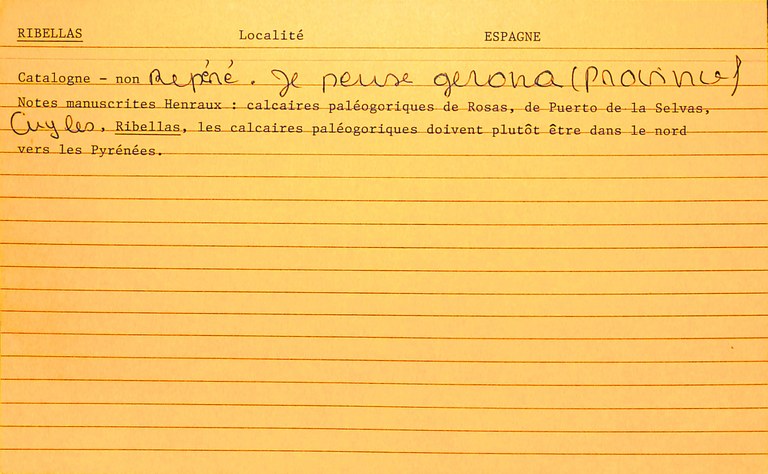 RIBELLAS Localité ESPAGNE
Catalogne - non Repéré. Je pense gerona (Province)
Notes manuscrites Henraux : calcaires paléogoriques de Rosas, de Puerto de la Selvas,
Ciuyles, Ribellas, les calcaires paléogoriques doivent plutôt être dans le nord
vers les Pyrénées.